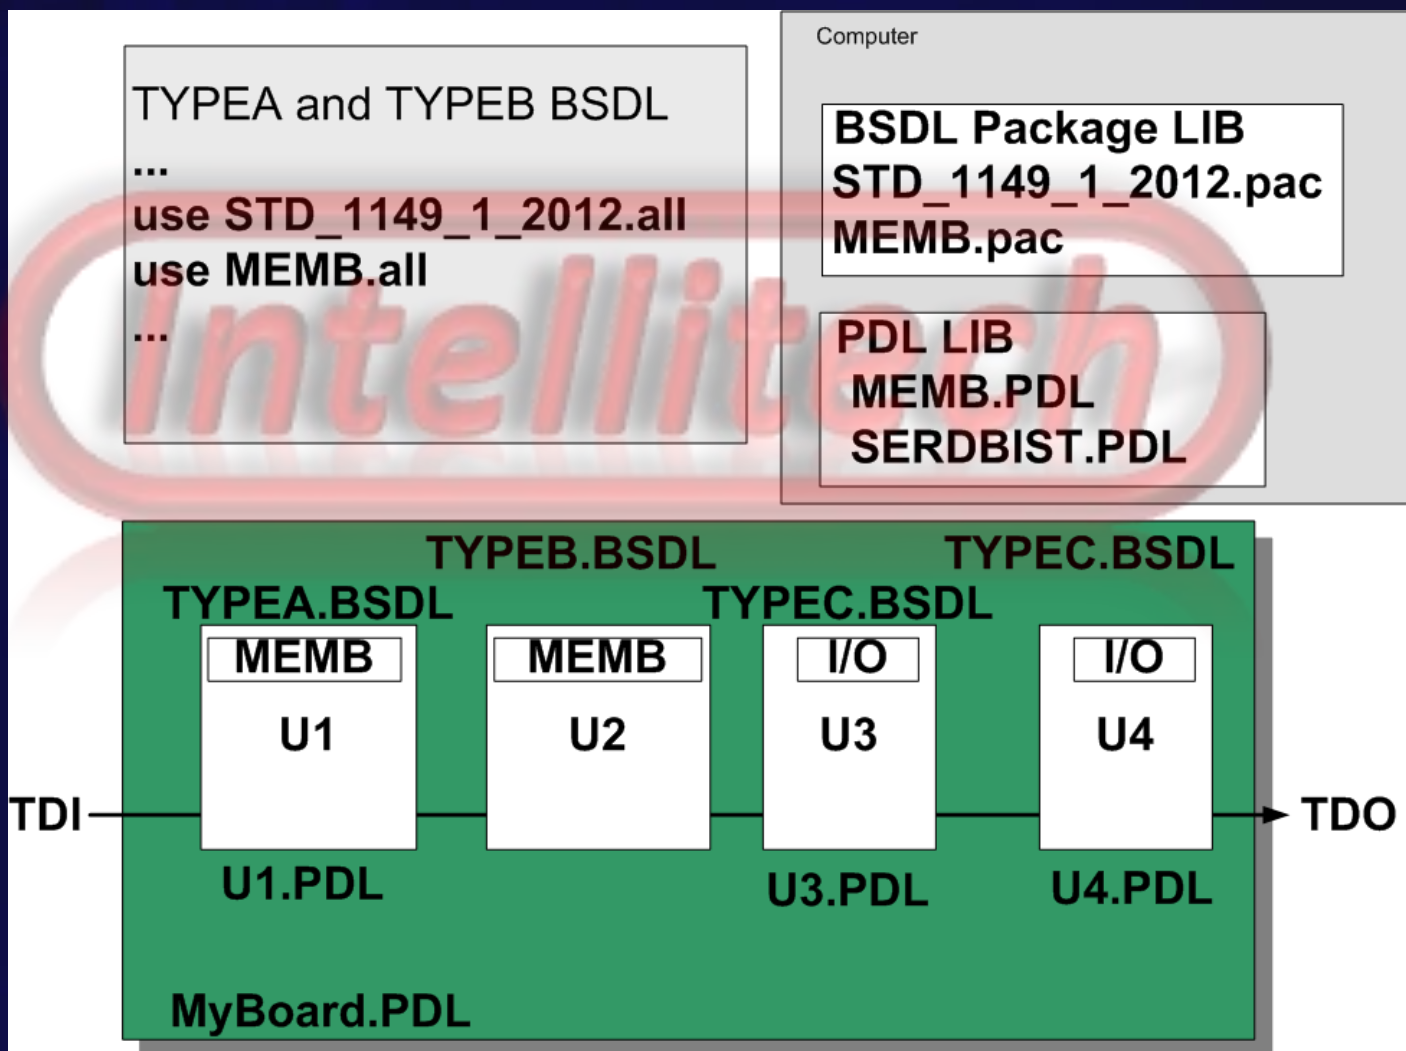 TYPEA and TYPEB BSDL
...
use STD_1149_1_2012.all
use MEMB.all
...
Computer
BSDL Package LIB
STD_1149_1_2012.pac
MEMB.pac
PDL LIB
MEMB.PDL
SERDBIST.PDL
Intellitech
TYPEB.BSDL TYPEC.BSDL
TYPEA.BSDL TYPEC.BSDL
MEMB MEMB I/O I/O
U1 U2 U3 U4
TDI TDO
U1.PDL U3.PDL U4.PDL
MyBoard.PDL